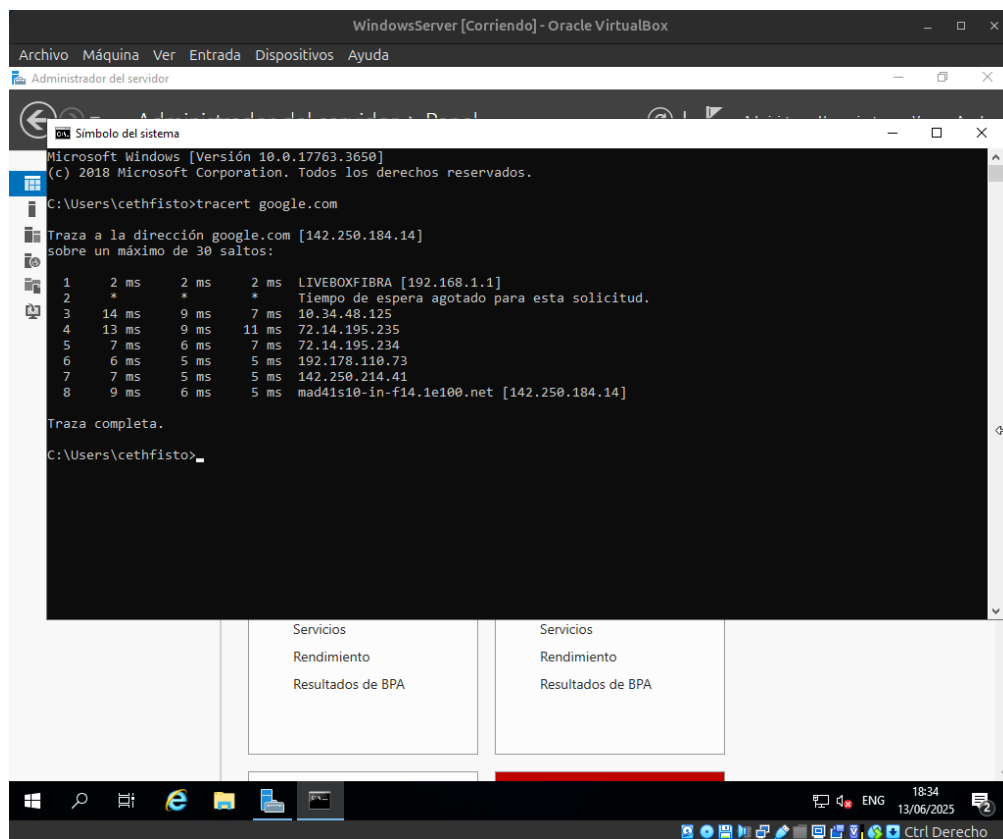 WindowsServer [Corriendo] - Oracle VirtualBox
Archivo Máquina Ver Entrada Dispositivos Ayuda
Administrador del servidor
Símbolo del sistema
Microsoft Windows [Versión 10.0.17763.3650]
(c) 2018 Microsoft Corporation. Todos los derechos reservados.
C:\Users\cethfisto>tracert google.com
Traza a la dirección google.com [142.250.184.14]
sobre un máximo de 30 saltos:
1 2 ms 2 ms 2 ms LIVEBOXFIBRA [192.168.1.1]
2 * * * Tiempo de espera agotado para esta solicitud.
3 14 ms 9 ms 7 ms 10.34.48.125
4 13 ms 9 ms 11 ms 72.14.195.235
5 7 ms 6 ms 7 ms 72.14.195.234
6 6 ms 5 ms 5 ms 192.178.110.73
7 7 ms 5 ms 5 ms 142.250.214.41
8 9 ms 6 ms 5 ms mad41s10-in-f14.1e100.net [142.250.184.14]
Traza completa.
C:\Users\cethfisto>
Servicios Servicios
Rendimiento Rendimiento
Resultados de BPA Resultados de BPA
ENG 18:34
13/06/2025 2
Ctrl Derecho